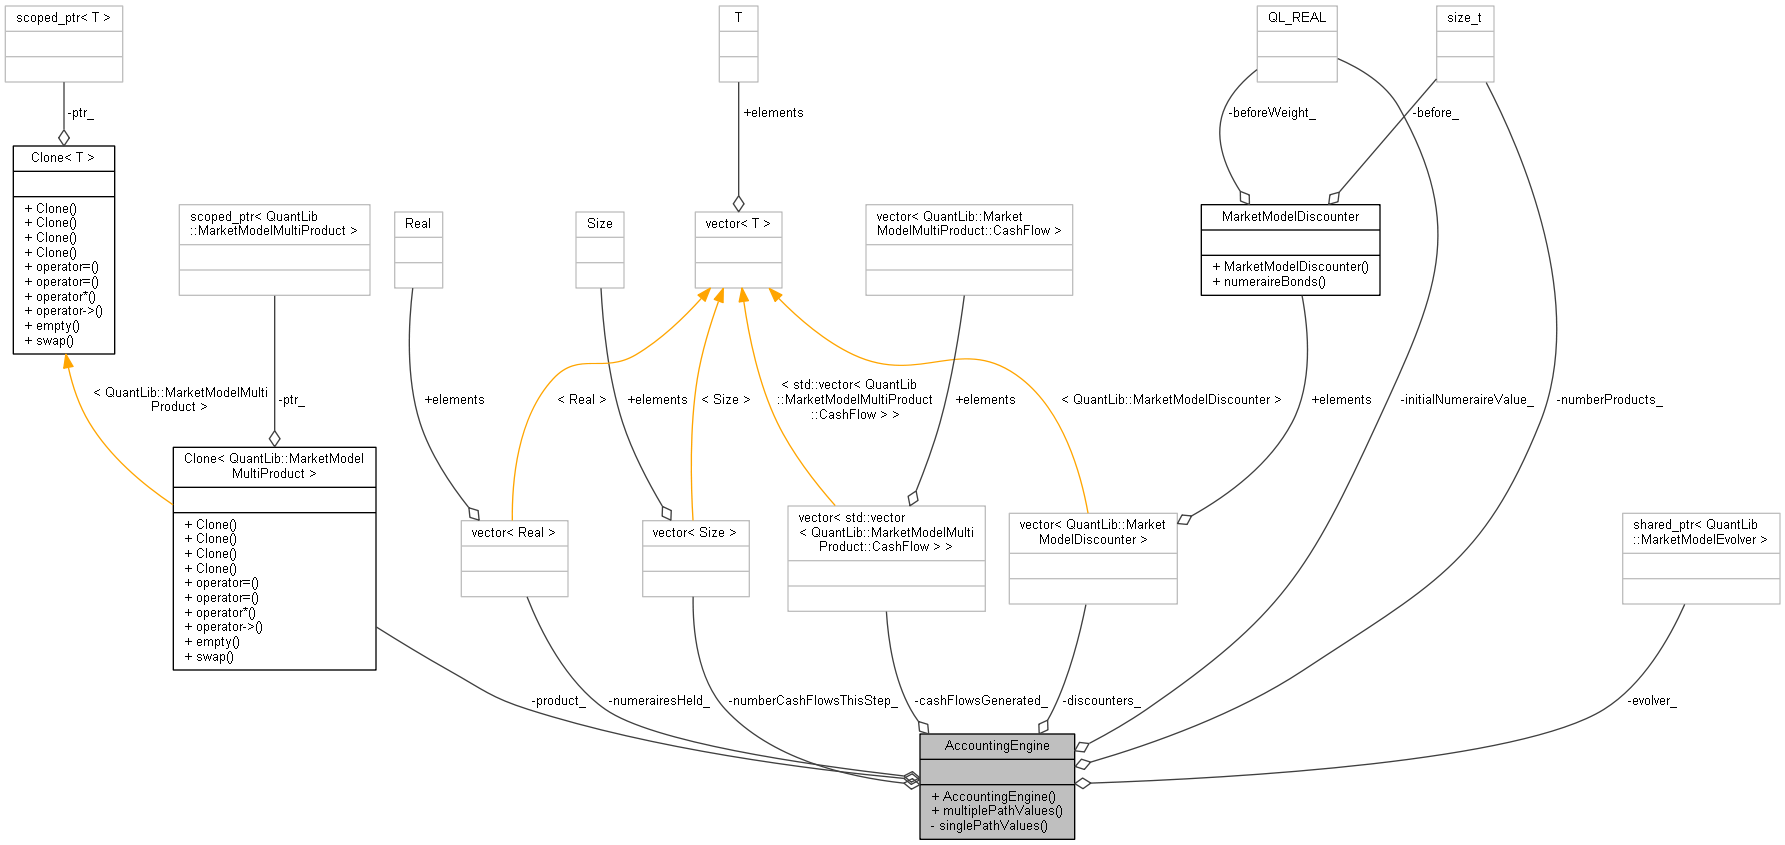 scoped_ptr< T >
T
QL_REAL
size_t
-ptr_
+elements
-beforeWeight_
-before_
Clone< T >
+ Clone()
+ Clone()
+ Clone()
+ Clone()
+ operator=()
+ operator=()
+ operator*()
+ operator->()
+ empty()
+ swap()
scoped_ptr< QuantLib
::MarketModelMultiProduct >
Real
Size
vector< T >
vector< QuantLib::Market
ModelMultiProduct::CashFlow >
MarketModelDiscounter
+ MarketModelDiscounter()
+ numeraireBonds()
< QuantLib::MarketModelMulti
Product >
-ptr_
+elements
< Real >
+elements
< Size >
< std::vector< QuantLib
::MarketModelMultiProduct
::CashFlow > >
+elements
< QuantLib::MarketModelDiscounter >
+elements
-initialNumeraireValue_
-numberProducts_
Clone< QuantLib::MarketModel
MultiProduct >
+ Clone()
+ Clone()
+ Clone()
+ Clone()
+ operator=()
+ operator=()
+ operator*()
+ operator->()
+ empty()
+ swap()
vector< Real >
vector< Size >
vector< std::vector
< QuantLib::MarketModelMulti
Product::CashFlow > >
vector< QuantLib::Market
ModelDiscounter >
shared_ptr< QuantLib
::MarketModelEvolver >
-product_
-numerairesHeld_
-numberCashFlowsThisStep_
-cashFlowsGenerated_
-discounters_
-evolver_
AccountingEngine
+ AccountingEngine()
+ multiplePathValues()
- singlePathValues()